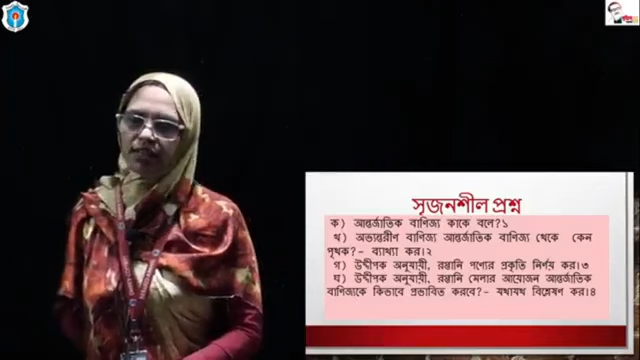 সৃজনশীল প্রশ্ন
ক) আন্তর্জাতিক বাণিজ্য কাকে বলে?১
খ) অভ্যন্তরীণ বাণিজ্য আন্তর্জাতিক বাণিজ্য থেকে কেন
পৃথক?- ব্যাখ্যা কর।২
গ) উদ্দীপক অনুযায়ী, রপ্তানি পণ্যের প্রকৃতি নির্ণয় কর।৩
ঘ) উদ্দীপক অনুযায়ী, রপ্তানি মেলার আয়োজন আন্তর্জাতিক
বাণিজ্যকে কিভাবে প্রভাবিত করবে?- যথাযথ বিশ্লেষণ কর।৪